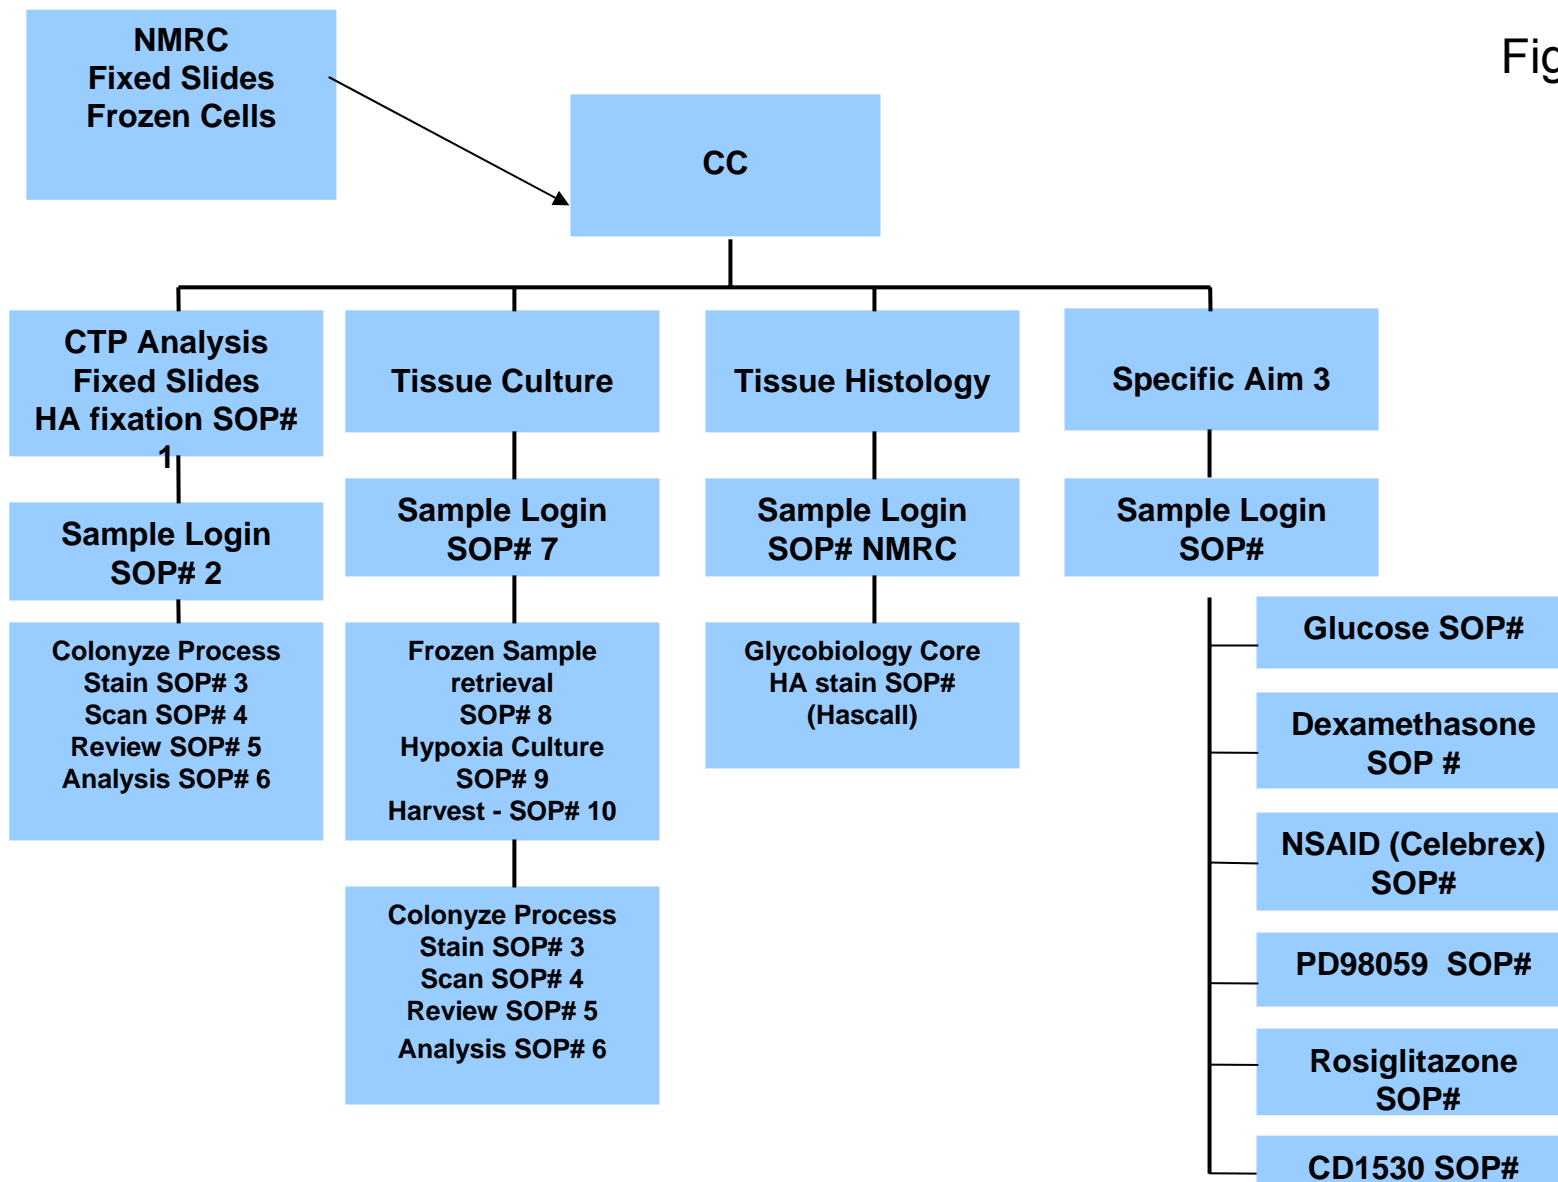 NMRC
Fixed Slides
Frozen Cells
Fig
CC
CTP Analysis
Fixed Slides
HA fixation SOP#
1
Sample Login
SOP# 2
Colonyze Process
Stain SOP# 3
Scan SOP# 4
Review SOP# 5
Analysis SOP# 6
Tissue Culture
Sample Login
SOP# 7
Frozen Sample
retrieval
SOP# 8
Hypoxia Culture
SOP# 9
Harvest - SOP# 10
Colonyze Process
Stain SOP# 3
Scan SOP# 4
Review SOP# 5
Analysis SOP# 6
Tissue Histology
Sample Login
SOP# NMRC
Glycobiology Core
HA stain SOP#
(Hascall)
Specific Aim 3
Sample Login
SOP#
Glucose SOP#
Dexamethasone
SOP #
NSAID (Celebrex)
SOP#
PD98059  SOP#
Rosiglitazone
SOP#
CD1530 SOP#